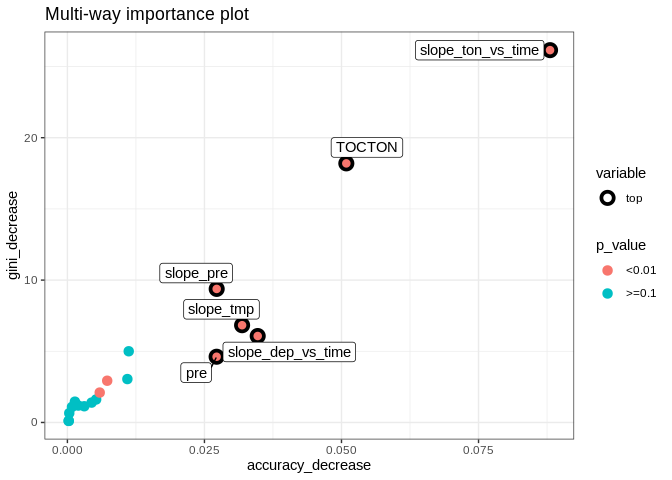 Multi-way importance plot
slope_ton_vs_time
TOCTON
slope_pre
slope_tmp
slope_dep_vs_time
pre
20
10
0
0.000
0.025
0.050
0.075
accuracy_decrease
gini_decrease
variable
top
p_value
<0.01
>=0.1